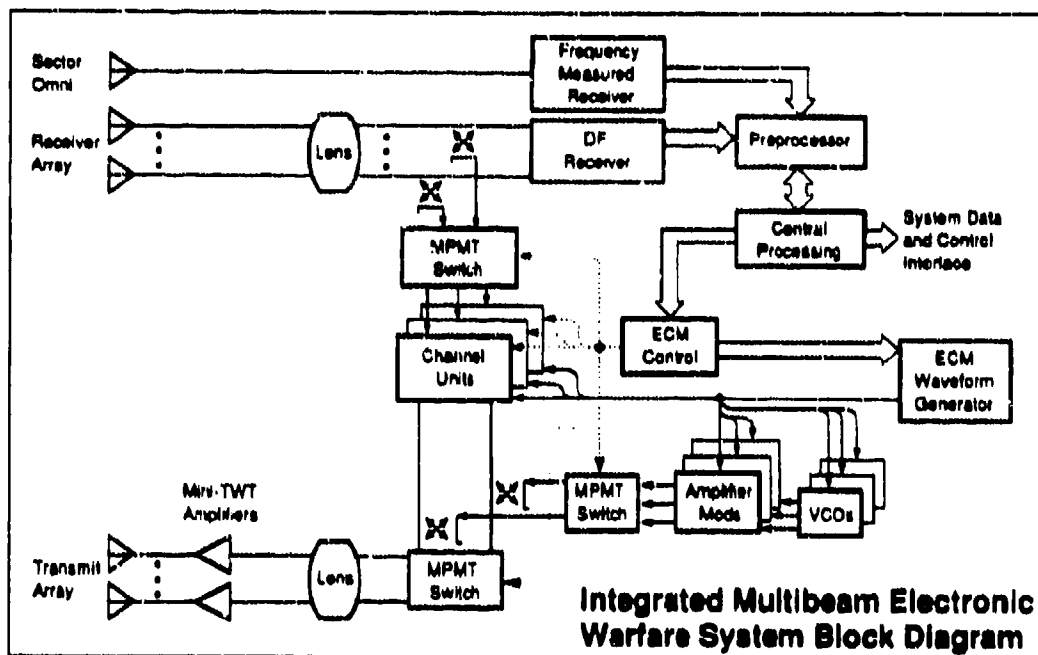 Sector
Omni
Frequency
Measured
Receiver
Receiver
Array
Lens
DF
Receiver
Preprocessor
MPMT
Switch
Central
Processing
System Data
and Control
Interface
Channel
Units
ECM
Control
ECM
Waveform
Generator
Mini-TWT
Amplifiers
MPMT
Switch
Amplifier
Mods
VCOs
Transmit
Array
Lens
MPMT
Switch
Integrated Multibeam Electronic
Warfare System Block Diagram